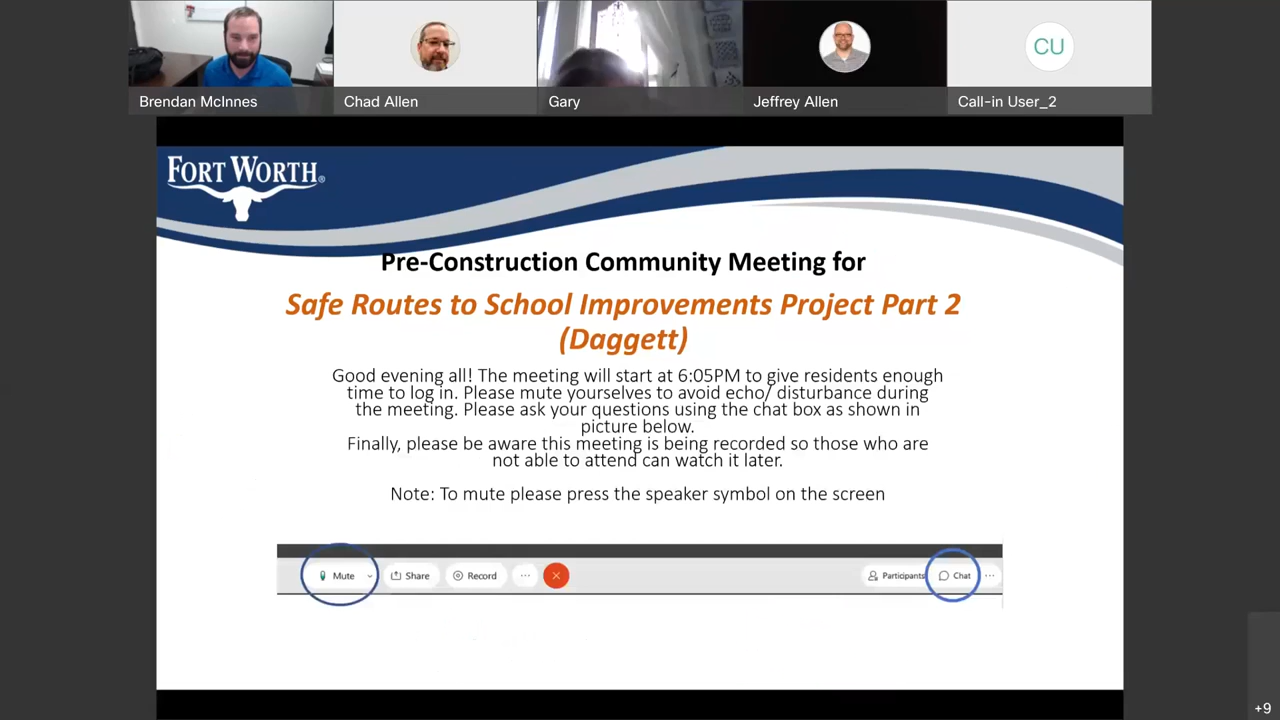 Brendan McInnes
Chad Allen
Gary
Jeffrey Allen
CU
Call-in User_2
FORT WORTH®
Pre-Construction Community Meeting for
Safe Routes to School Improvements Project Part 2
(Daggett)
Good evening all! The meeting will start at 6:05PM to give residents enough
time to log in. Please mute yourselves to avoid echo/ disturbance during
the meeting. Please ask your questions using the chat box as shown in
picture below.
Finally, please be aware this meeting is being recorded so those who are
not able to attend can watch it later.
Note: To mute please press the speaker symbol on the screen
Mute
Share
Record
Participants
Chat
+9